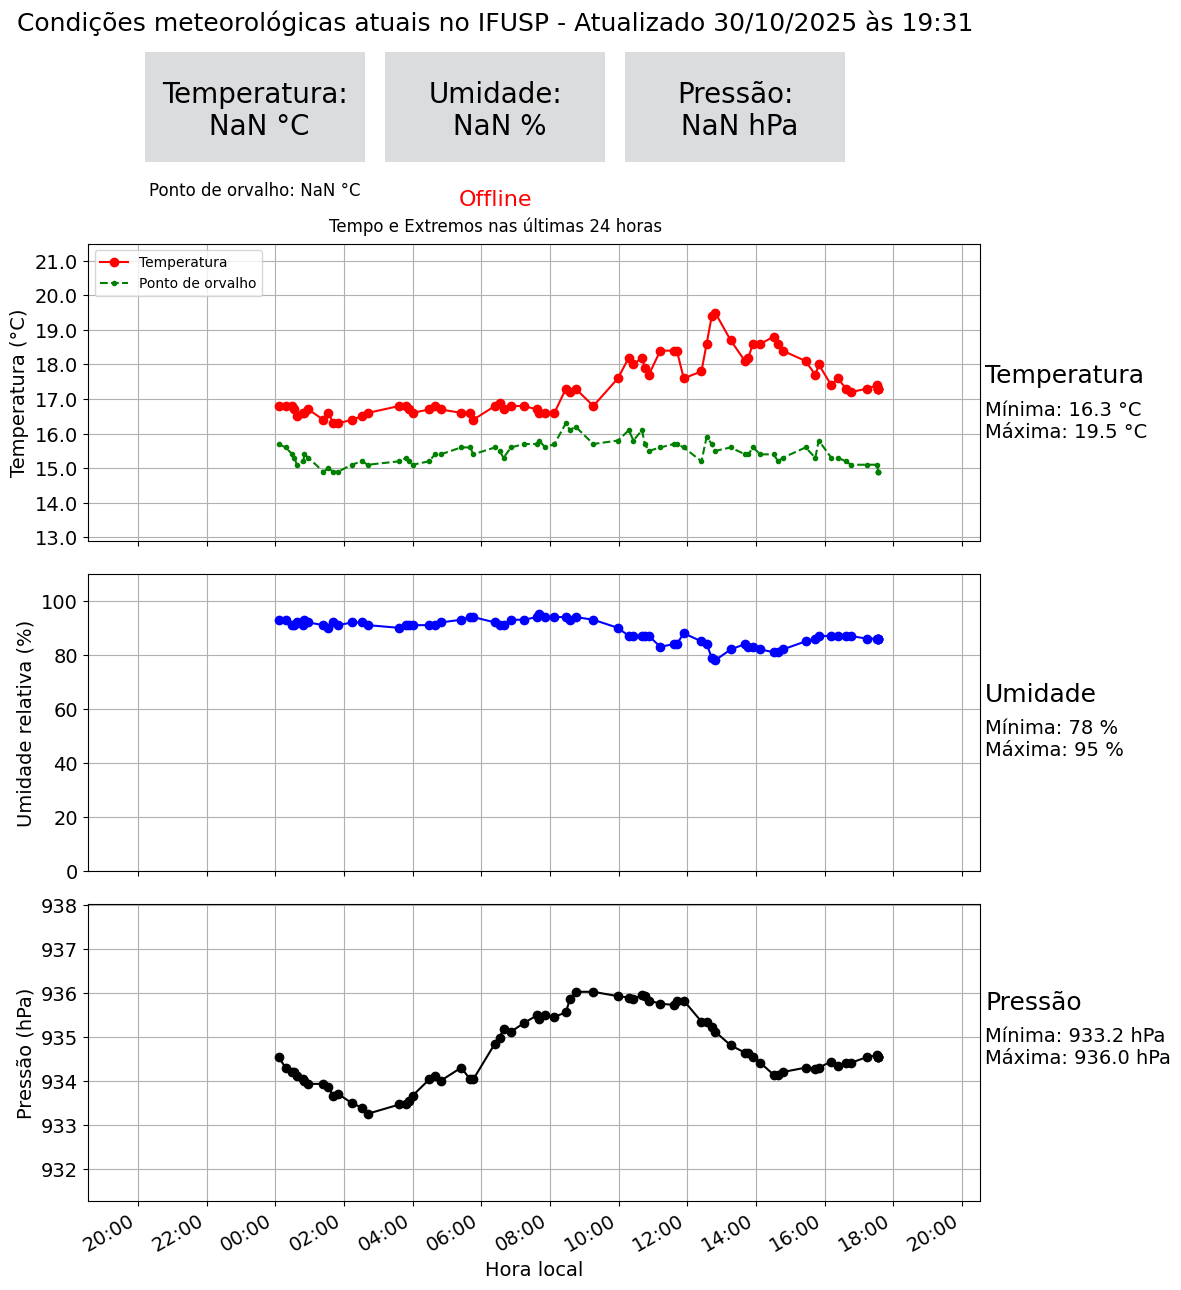 Condições meteorológicas atuais no IFUSP - Atualizado 30/10/2025 às 19:31
Temperatura:
NaN °C
Umidade:
NaN %
Pressão:
NaN hPa
Ponto de orvalho: NaN °C
Offline
Tempo e Extremos nas últimas 24 horas
Temperatura (°C)
21.0
20.0
19.0
18.0
17.0
16.0
15.0
14.0
13.0
Temperatura
Ponto de orvalho
Temperatura
Mínima: 16.3 °C
Máxima: 19.5 °C
Umidade relativa (%)
100
80
60
40
20
0
Umidade
Mínima: 78 %
Máxima: 95 %
Pressão (hPa)
938
937
936
935
934
933
932
Pressão
Mínima: 933.2 hPa
Máxima: 936.0 hPa
20:00 22:00 00:00 02:00 04:00 06:00 08:00 10:00 12:00 14:00 16:00 18:00 20:00
Hora local